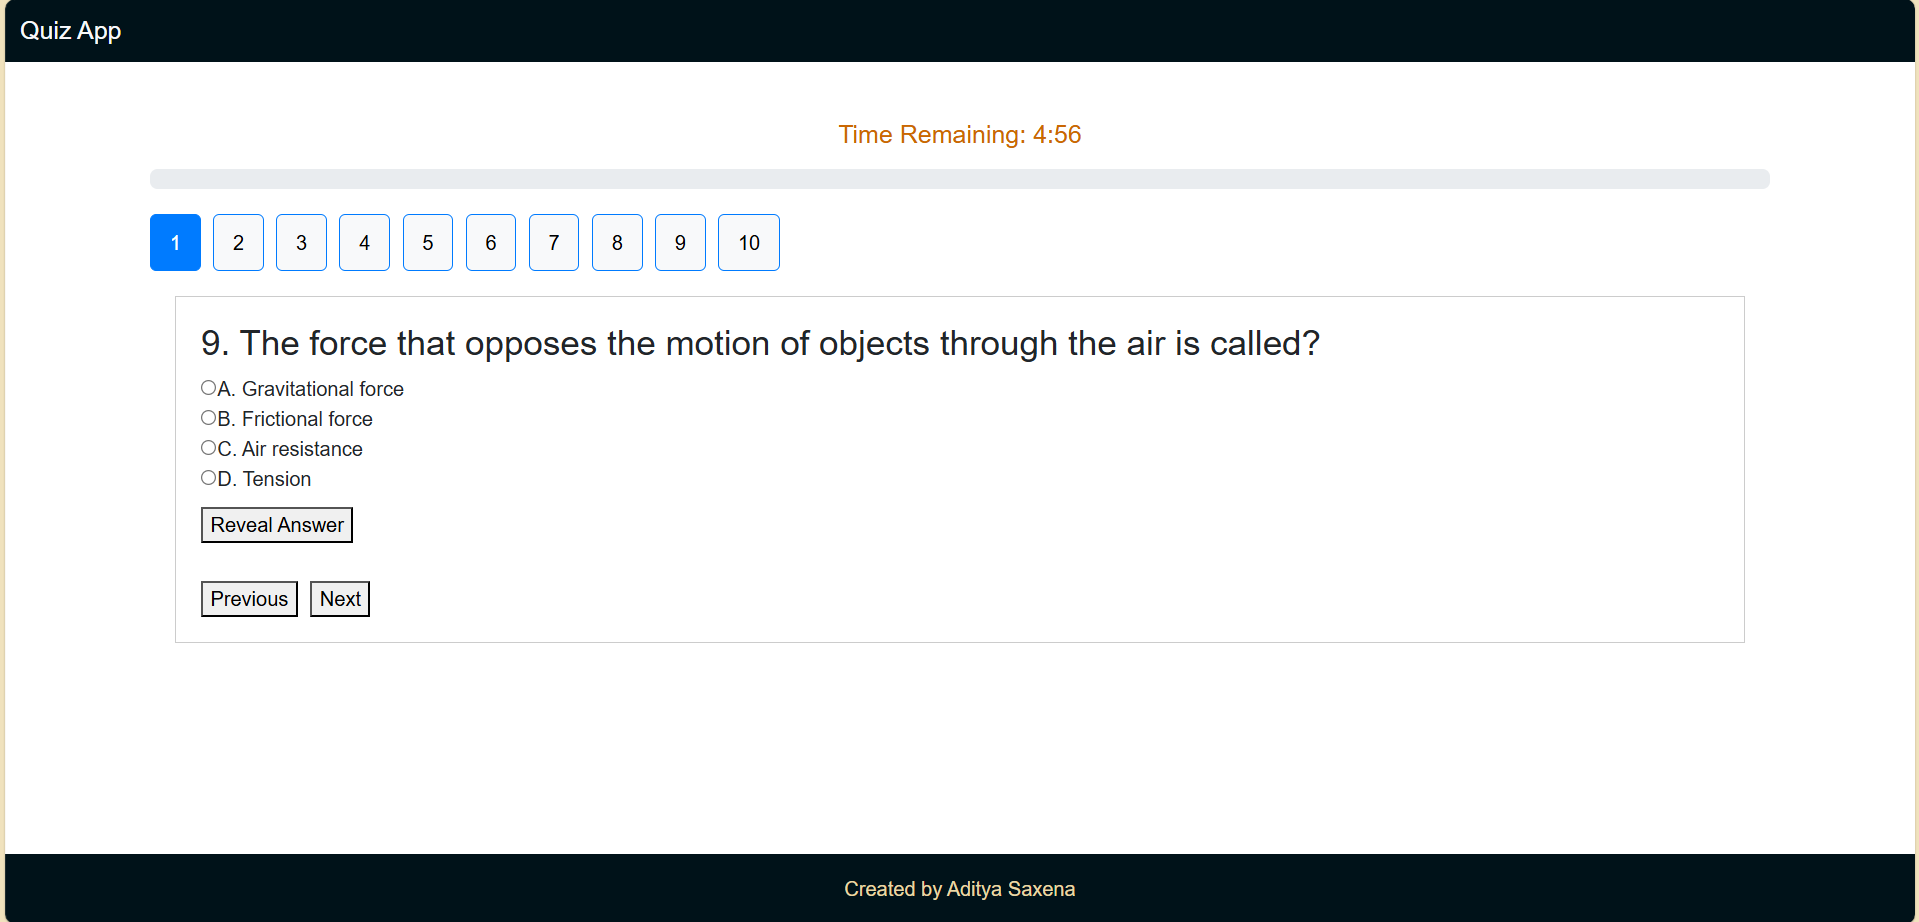 Quiz App
Time Remaining: 4:56
1 2 3 4 5 6 7 8 9 10
9. The force that opposes the motion of objects through the air is called?
A. Gravitational force
B. Frictional force
C. Air resistance
D. Tension
Reveal Answer
Previous Next
Created by Aditya Saxena